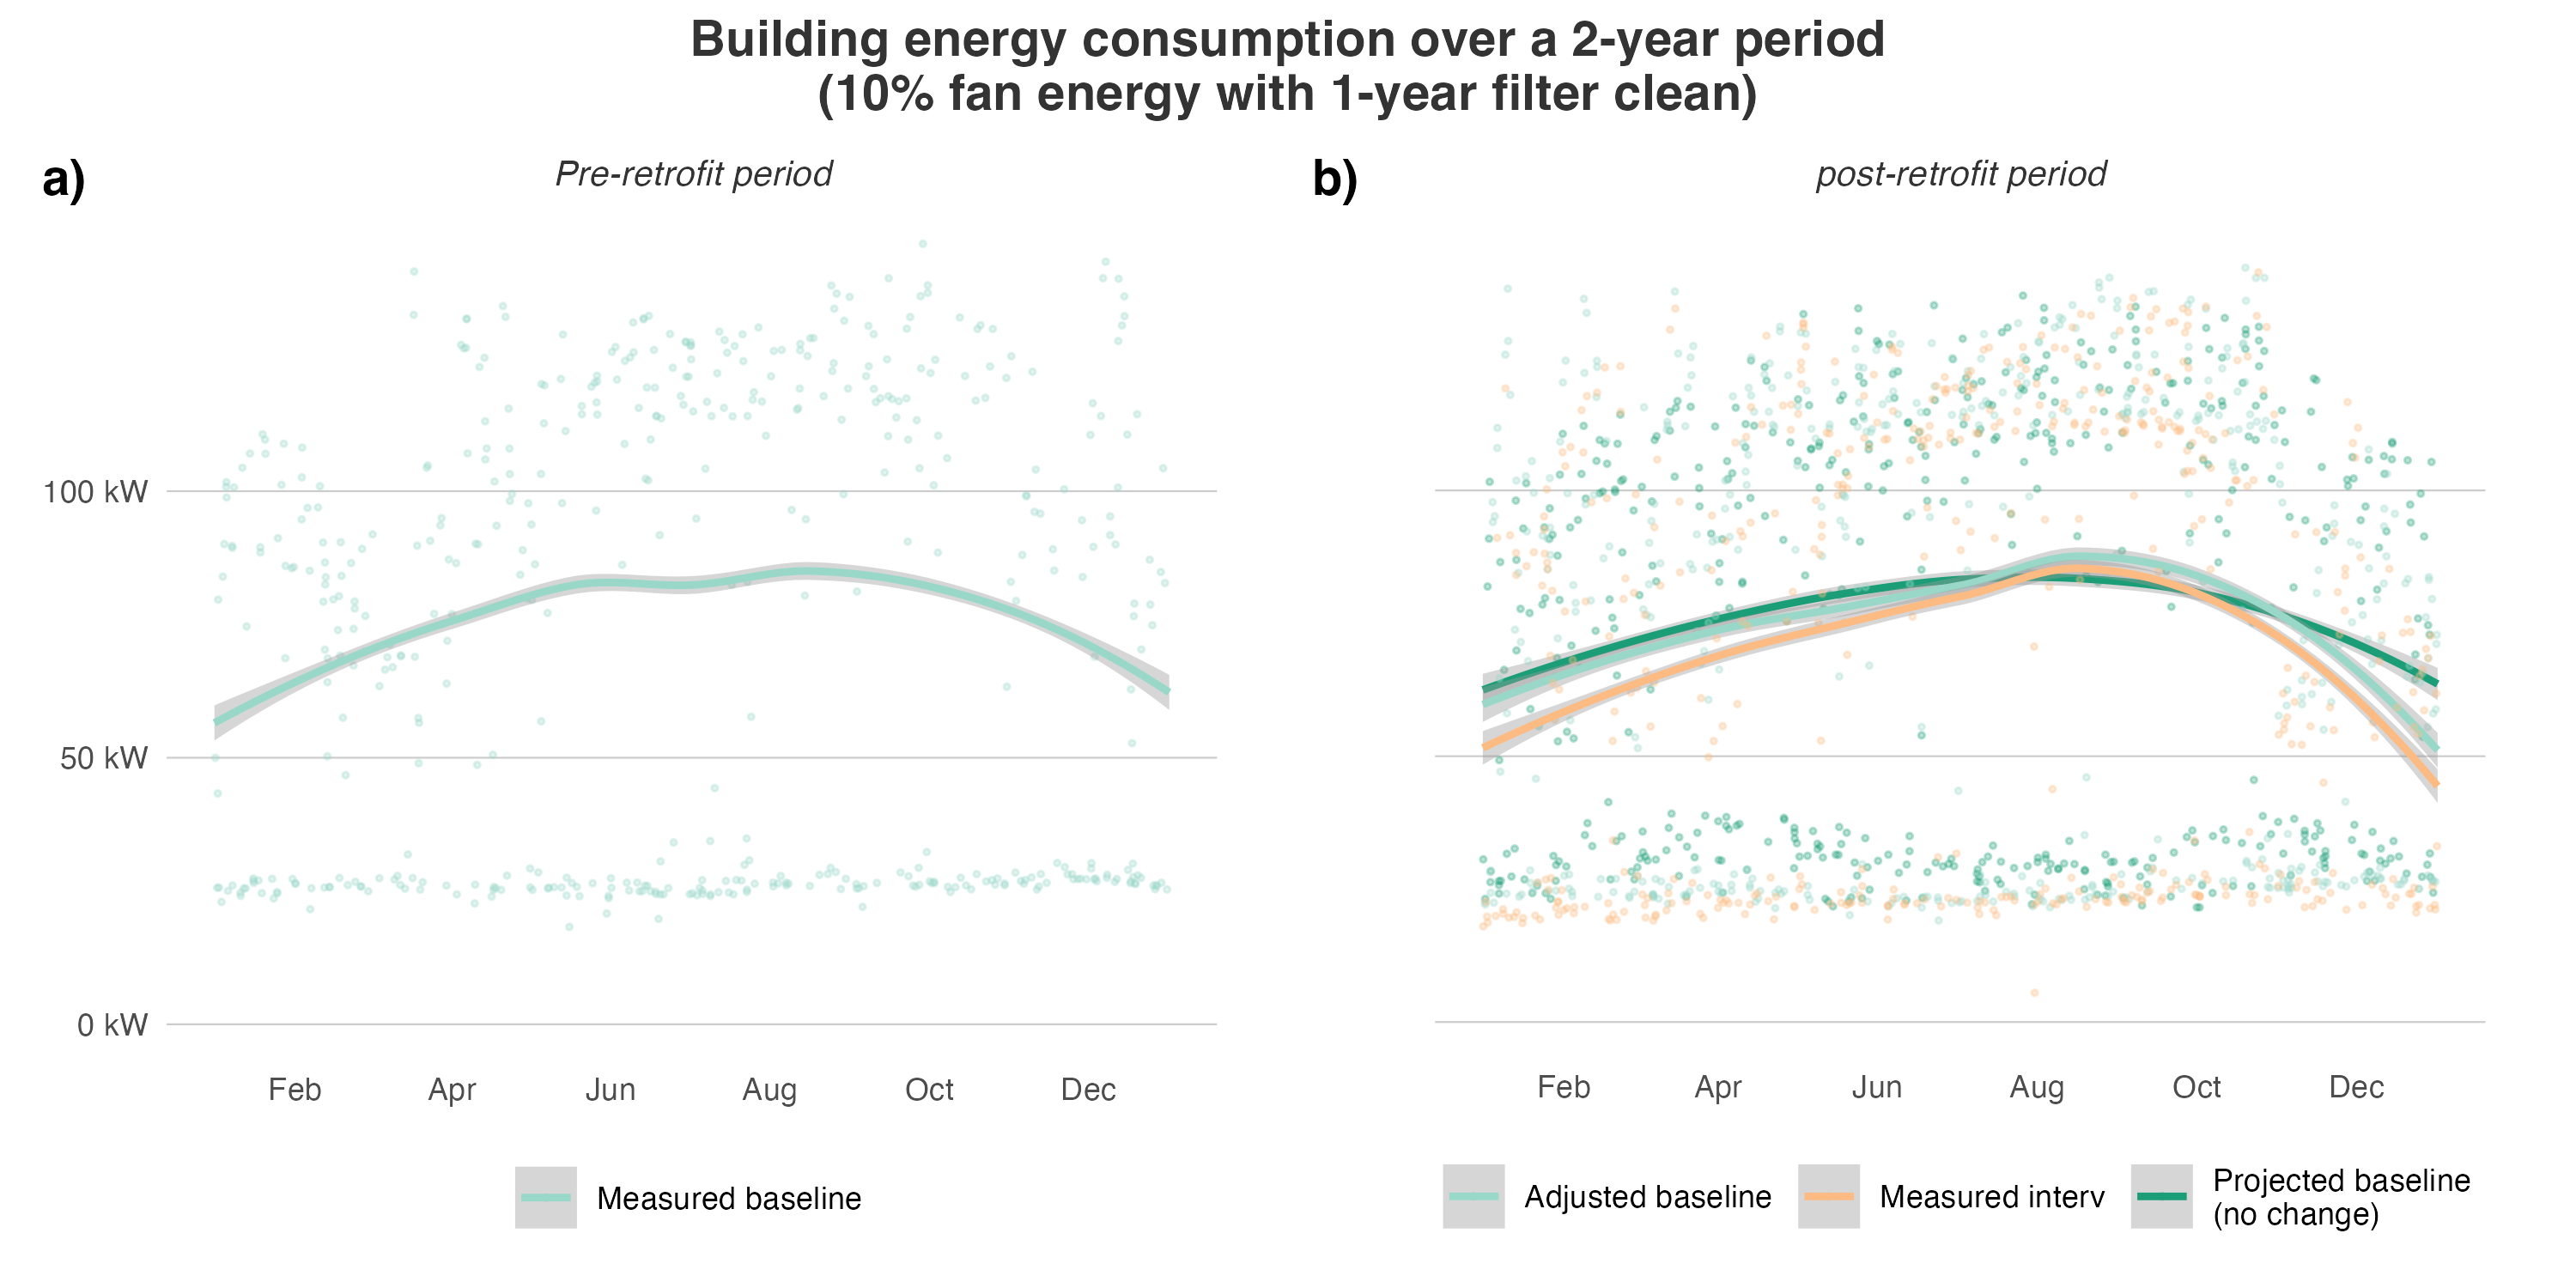 Building energy consumption over a 2-year period
(10% fan energy with 1-year filter clean)
a)
Pre-retrofit period
100 kW
50 kW
0 kW
Feb Apr Jun Aug Oct Dec
Measured baseline
b)
post-retrofit period
Feb Apr Jun Aug Oct Dec
Adjusted baseline
Measured interv
Projected baseline
(no change)